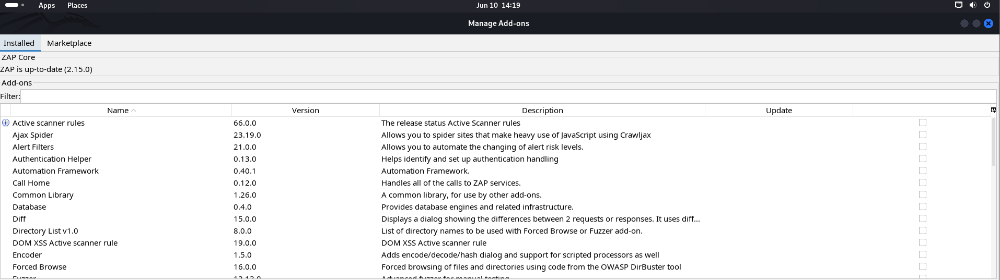 Apps Places Jun 10 14:19
Manage Add-ons
Installed Marketplace
ZAP Core
ZAP is up-to-date (2.15.0)
Add-ons
Filter:
Name Version Description Update
Active scanner rules 66.0.0 The release status Active Scanner rules
Ajax Spider 23.19.0 Allows you to spider sites that make heavy use of JavaScript using Crawljax
Alert Filters 21.0.0 Allows you to automate the changing of alert risk levels.
Authentication Helper 0.13.0 Helps identify and set up authentication handling
Automation Framework 0.40.1 Automation Framework.
Call Home 0.12.0 Handles all of the calls to ZAP services.
Common Library 1.26.0 A common library, for use by other add-ons.
Database 0.4.0 Provides database engines and related infrastructure.
Diff 15.0.0 Displays a dialog showing the differences between 2 requests or responses. It uses diff...
Directory List v1.0 8.0.0 List of directory names to be used with Forced Browse or Fuzzer add-on.
DOM XSS Active scanner rule 19.0.0 DOM XSS Active scanner rule
Encoder 1.5.0 Adds encode/decode/hash dialog and support for scripted processors as well
Forced Browse 16.0.0 Forced browsing of files and directories using code from the OWASP DirBuster tool
Fuzzer 13.13.0 Advanced fuzzer for manual testing